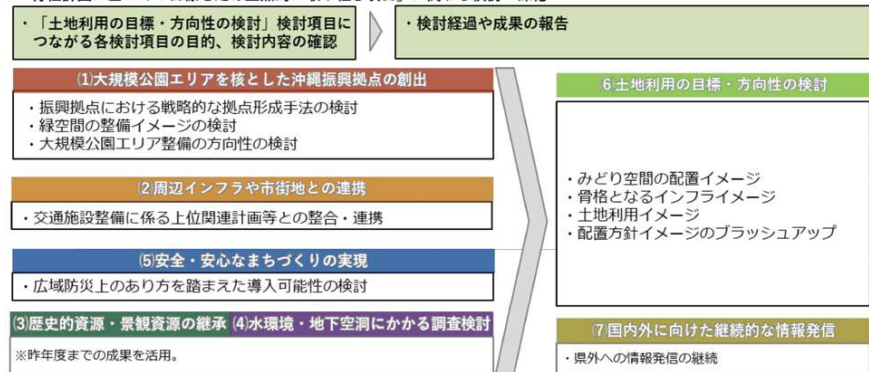 ・「土地利用の目標・方向性の検討」検討項目に
つながる各検討項目の目的、検討内容の確認
・検討経過や成果の報告
⑴大規模公園エリアを核とした沖縄振興拠点の創出
・振興拠点における戦略的な拠点形成手法の検討
・緑空間の整備イメージの検討
・大規模公園エリア整備の方向性の検討
⑵周辺インフラや市街地との連携
・交通施設整備に係る上位関連計画等との整合・連携
⑸安全・安心なまちづくりの実現
・広域防災上のあり方を踏まえた導入可能性の検討
⑶歴史的資源・景観資源の継承
⑷水環境・地下空洞にかかる調査検討
※昨年度までの成果を活用。
⑹土地利用の目標・方向性の検討
・みどり空間の配置イメージ
・骨格となるインフライメージ
・土地利用イメージ
・配置方針イメージのブラッシュアップ
⑺国内外に向けた継続的な情報発信
・県外への情報発信の継続